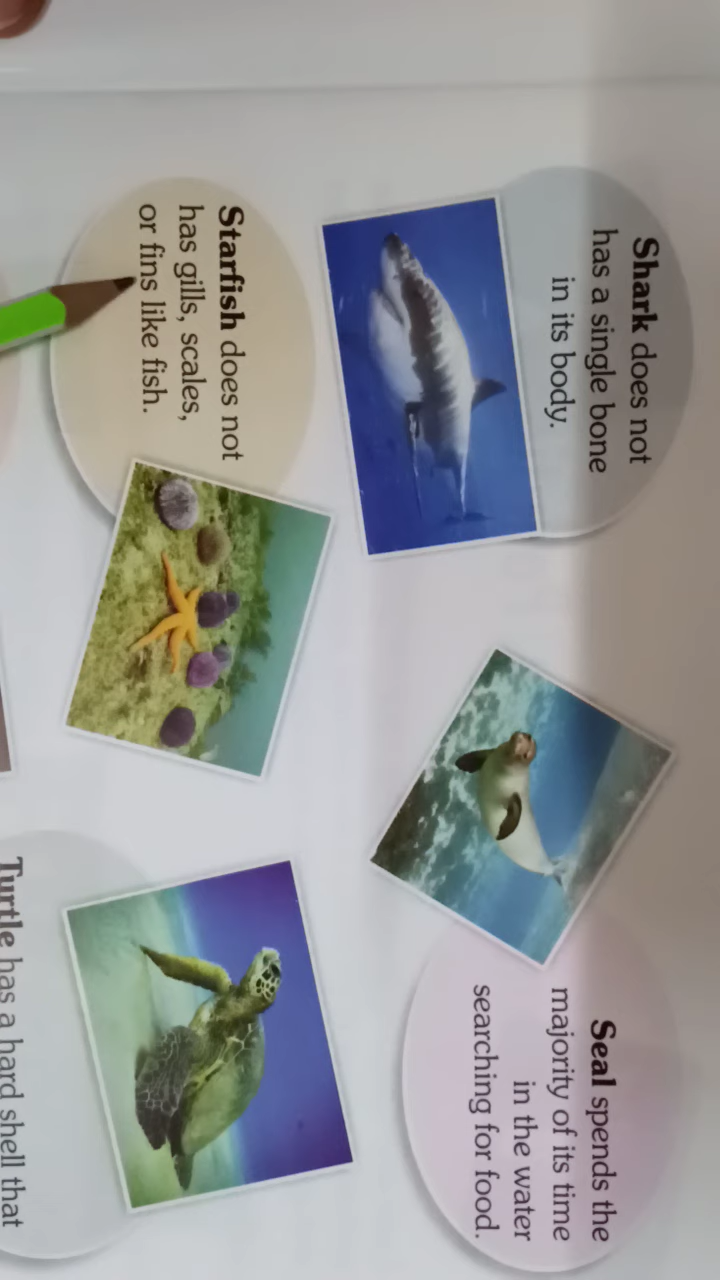 Shark does not
has a single bone
in its body.
Seal spends the
majority of its time
in the water
searching for food.
Starfish does not
has gills, scales,
or fins like fish.
Turtle has a hard shell that